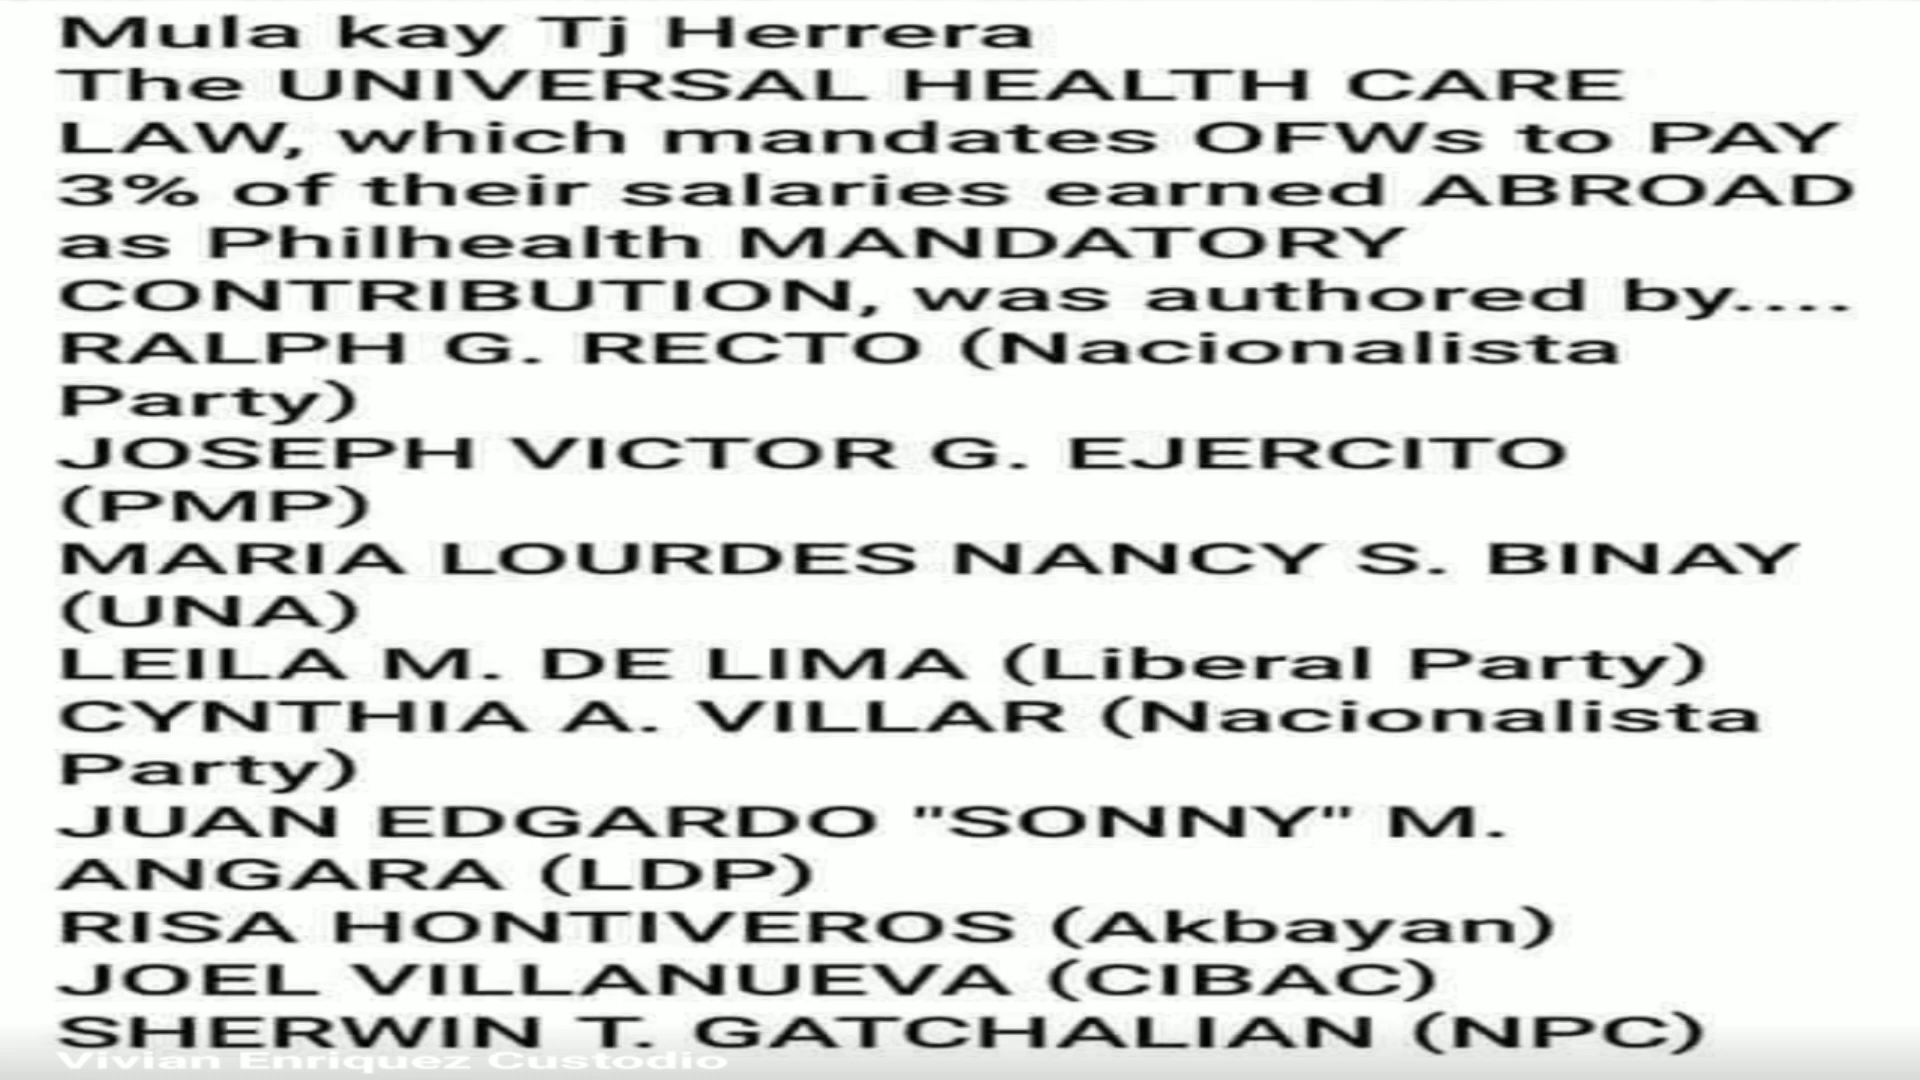 Mula kay Tj Herrera
The UNIVERSAL HEALTH CARE
LAW, which mandates OFWs to PAY
3% of their salaries earned ABROAD
as Philhealth MANDATORY
CONTRIBUTION, was authored by....
RALPH G. RECTO (Nacionalista
Party)
JOSEPH VICTOR G. EJERCITO
(PMP)
MARIA LOURDES NANCY S. BINAY
(UNA)
LEILA M. DE LIMA (Liberal Party)
CYNTHIA A. VILLAR (Nacionalista
Party)
JUAN EDGARDO "SONNY" M.
ANGARA (LDP)
RISA HONTIVEROS (Akbayan)
JOEL VILLANUEVA (CIBAC)
SHERWIN T. GATCHALIAN (NPC)
Vivian Enriquez Custodio